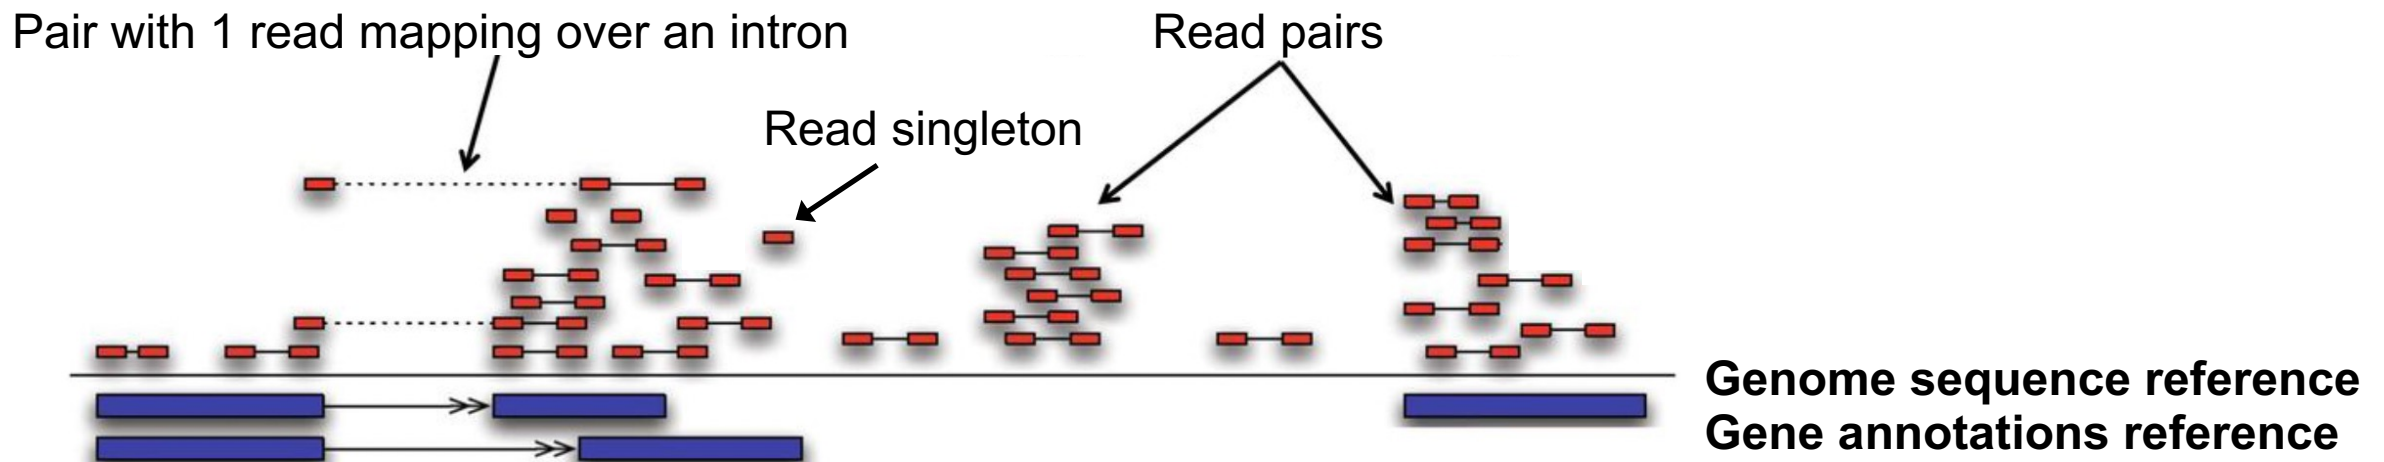 Pair with 1 read mapping over an intron
Read pairs
Read singleton
Genome sequence reference
Gene annotations reference